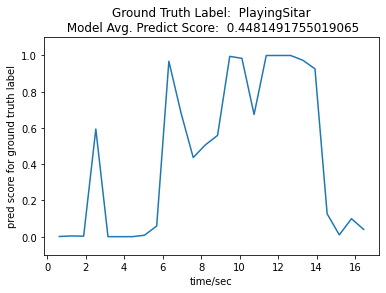 Ground Truth Label:  PlayingSitar
Model Avg. Predict Score:  0.4481491755019065
pred score for ground truth label
1.0
0.8
0.6
0.4
0.2
0.0
0 2 4 6 8 10 12 14 16
time/sec